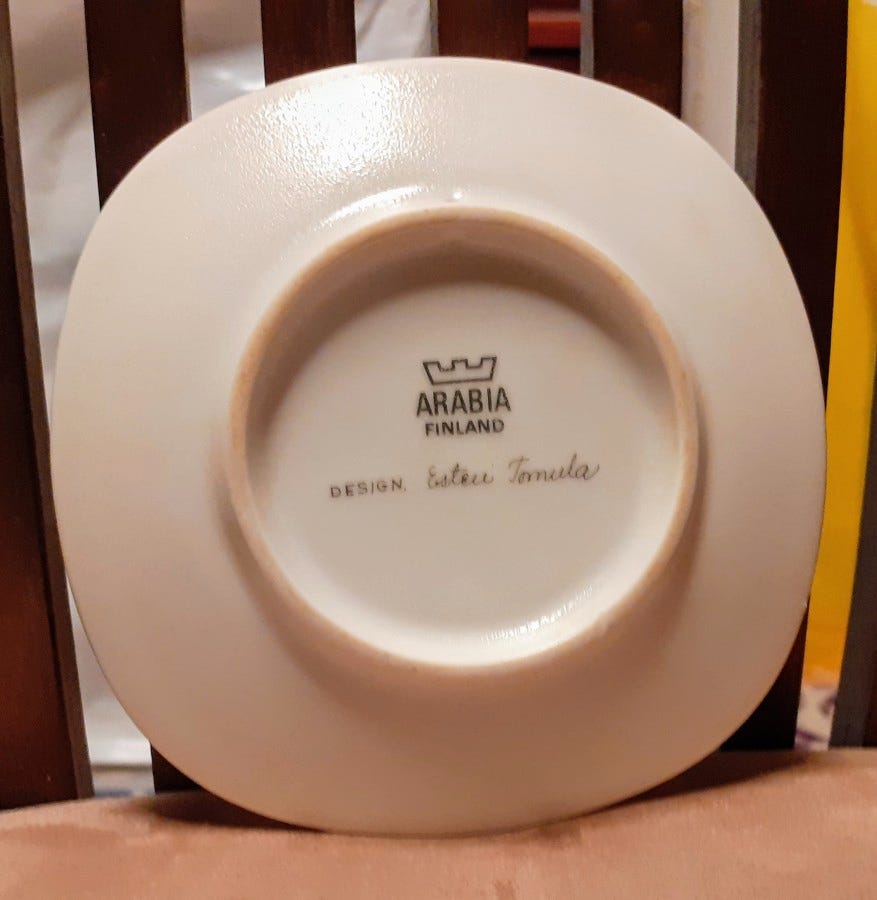 ARABIA
FINLAND
DESIGN. Esteri Tomula